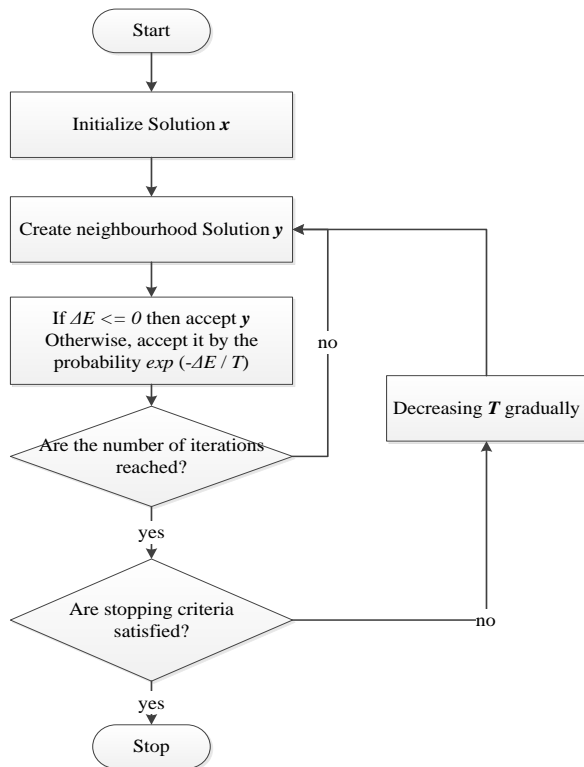 Start
Initialize Solution x
Create neighbourhood Solution y
If ΔE <= 0 then accept y
Otherwise, accept it by the
probability exp (-ΔE / T)
no
Decreasing T gradually
Are the number of iterations
reached?
yes
Are stopping criteria
satisfied?
no
yes
Stop